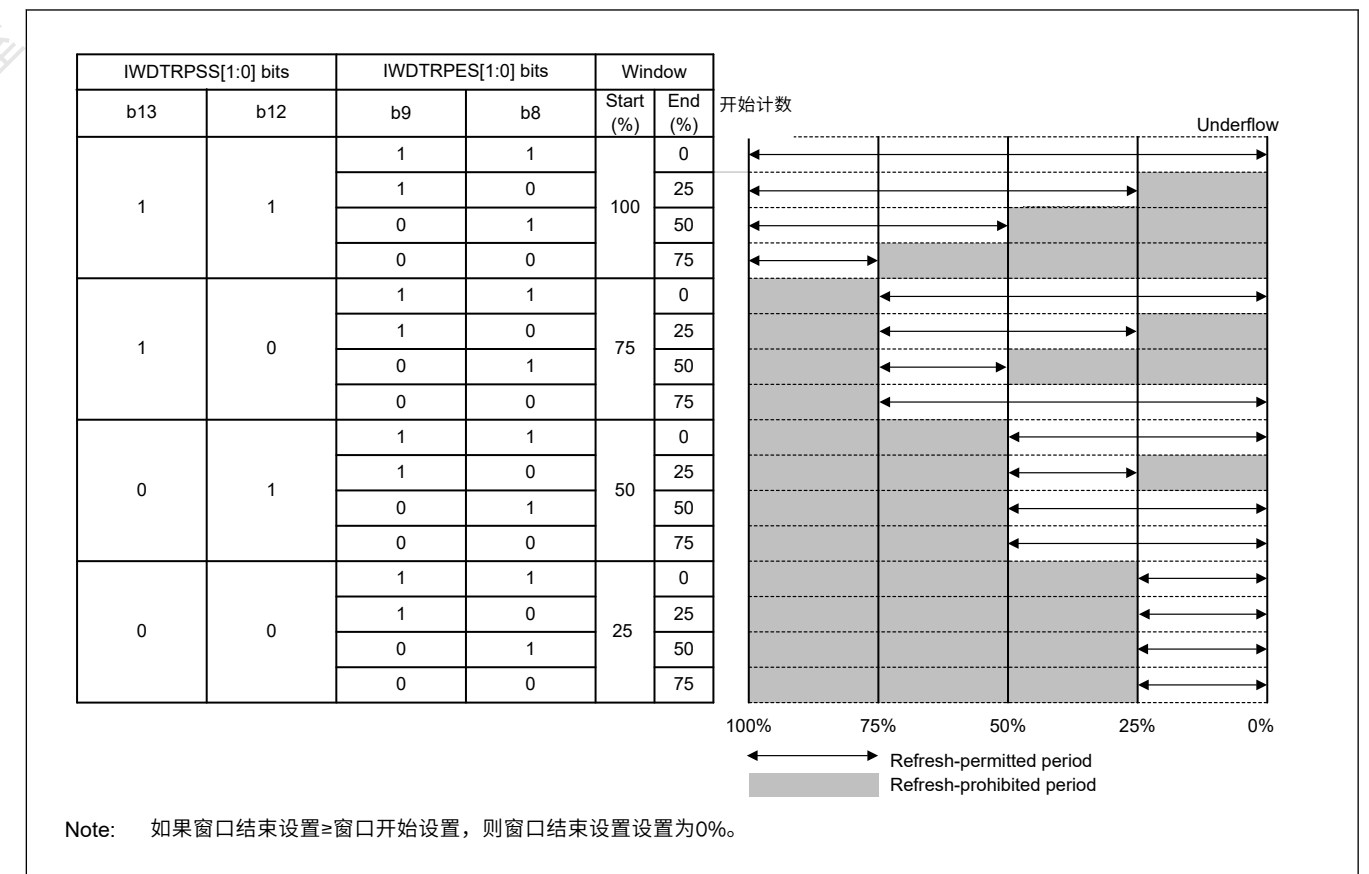 IWDTRPSS[1:0] bits IWDTRPES[1:0] bits Window
b13 b12 b9 b8 Start (%) End (%) 开始计数
Underflow
1 1 1 1 100 0
1 0 25
0 1 50
0 0 75
1 0 1 1 75 0
1 0 25
0 1 50
0 0 75
0 1 1 1 50 0
1 0 25
0 1 50
0 0 75
0 0 1 1 25 0
1 0 25
0 1 50
0 0 75
100% 75% 50% 25% 0%
Refresh-permitted period
Refresh-prohibited period
Note: 如果窗口结束设置≥窗口开始设置，则窗口结束设置设置为0%。